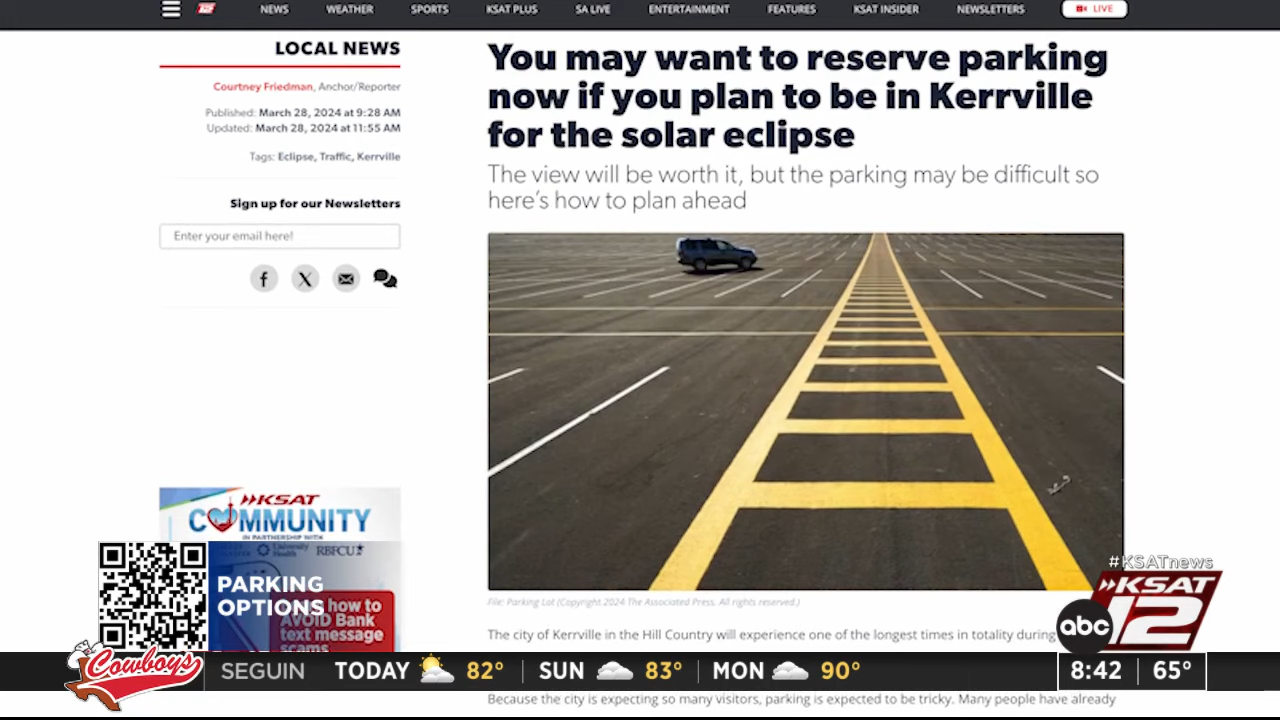 NEWS WEATHER SPORTS KSAT PLUS SA LIVE ENTERTAINMENT FEATURES KSAT INSIDER NEWSLETTERS LIVE
LOCAL NEWS
Courtney Friedman, Anchor/Reporter
Published: March 28, 2024 at 9:28 AM
Updated: March 28, 2024 at 11:55 AM
Tags: Eclipse, Traffic, Kerrville
Sign up for our Newsletters
Enter your email here!
You may want to reserve parking
now if you plan to be in Kerrville
for the solar eclipse
The view will be worth it, but the parking may be difficult so
here's how to plan ahead
File: Parking Lot (Copyright 2024 The Associated Press. All rights reserved.)
The city of Kerrville in the Hill Country will experience one of the longest times in totality during
Because the city is expecting so many visitors, parking is expected to be tricky. Many people have already
KSAT
COMMUNITY
IN PARTNERSHIP WITH
University Health RBFCU
PARKING
OPTIONS
how to
AVOID Bank
text message
scams
#KSATnews
KSAT
12
abc
Cowboys
SEGUIN TODAY 82° SUN 83° MON 90°
8:42 65°